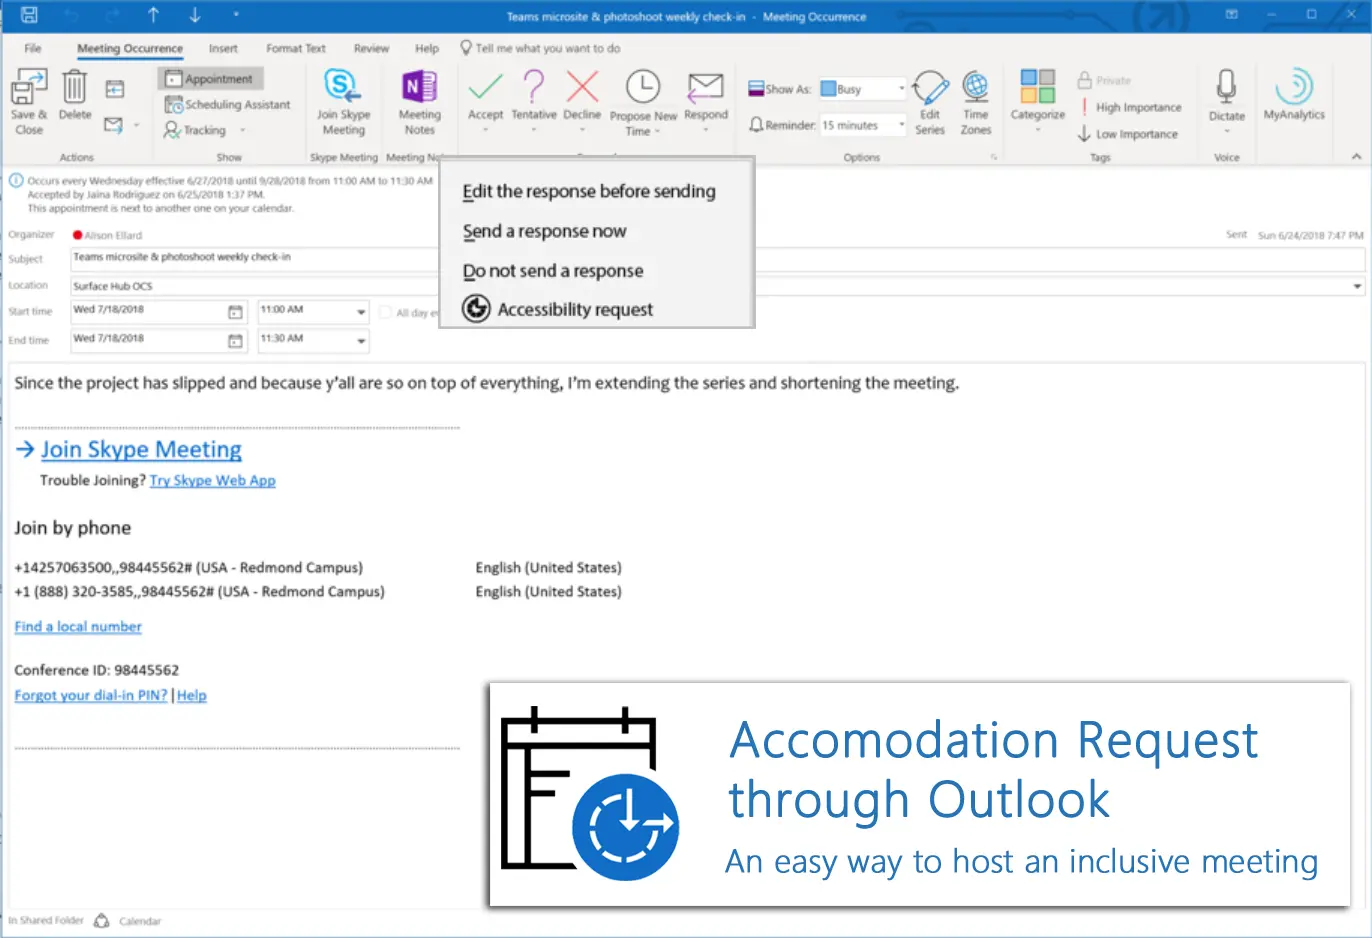 Teams microsite & photoshoot weekly check-in - Meeting Occurrence
File Meeting Occurrence Insert Format Text Review Help Tell me what you want to do
Save & Close
Delete
Actions
Appointment
Scheduling Assistant
Tracking
Show
Join Skype Meeting
Skype Meeting
Meeting Notes
N
Meeting No
Accept
Tentative
Decline
Propose New Time
Respond
Show As: Busy
Reminder: 15 minutes
Edit Series
Time Zones
Options
Categorize
Private
High Importance
Low Importance
Tags
Dictate
Voice
MyAnalytics
Edit the response before sending
Send a response now
Do not send a response
Accessibility request
Occurs every Wednesday effective 6/27/2018 until 9/28/2018 from 11:00 AM to 11:30 AM
Accepted by Jaina Rodriguez on 6/25/2018 1:37 PM.
This appointment is next to another one on your calendar.
Organizer Alison Ellard
Sent Sun 6/24/2018 7:47 PM
Subject Teams microsite & photoshoot weekly check-in
Location Surface Hub OCS
Start time Wed 7/18/2018 11:00 AM All day e
End time Wed 7/18/2018 11:30 AM
Since the project has slipped and because y'all are so on top of everything, I'm extending the series and shortening the meeting.
→ Join Skype Meeting
Trouble Joining? Try Skype Web App
Join by phone
+14257063500,,98445562# (USA - Redmond Campus) English (United States)
+1 (888) 320-3585,,98445562# (USA - Redmond Campus) English (United States)
Find a local number
Conference ID: 98445562
Forgot your dial-in PIN? | Help
Accomodation Request
through Outlook
An easy way to host an inclusive meeting
In Shared Folder Calendar